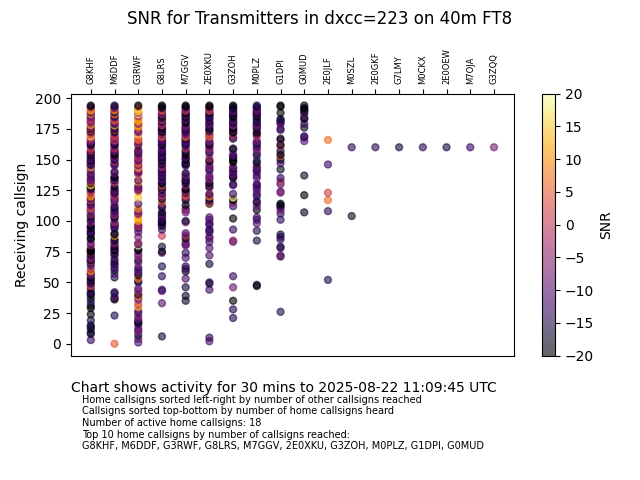 SNR for Transmitters in dxcc=223 on 40m FT8
G8KHF M6DDF G3RWF G8LRS M7GGV 2E0XKU G3ZOH M0PLZ G1DPI G0MUD 2E0JLF M0SZL 2E0GKF G7LMY M0CKX 2E0OEW M7OJA G3ZQQ
200
175
150
125
100
75
50
25
0
Receiving callsign
20
15
10
5
0
−5
−10
−15
−20
SNR
Chart shows activity for 30 mins to 2025-08-22 11:09:45 UTC
Home callsigns sorted left-right by number of other callsigns reached
Callsigns sorted top-bottom by number of home callsigns heard
Number of active home callsigns: 18
Top 10 home callsigns by number of callsigns reached:
G8KHF, M6DDF, G3RWF, G8LRS, M7GGV, 2E0XKU, G3ZOH, M0PLZ, G1DPI, G0MUD